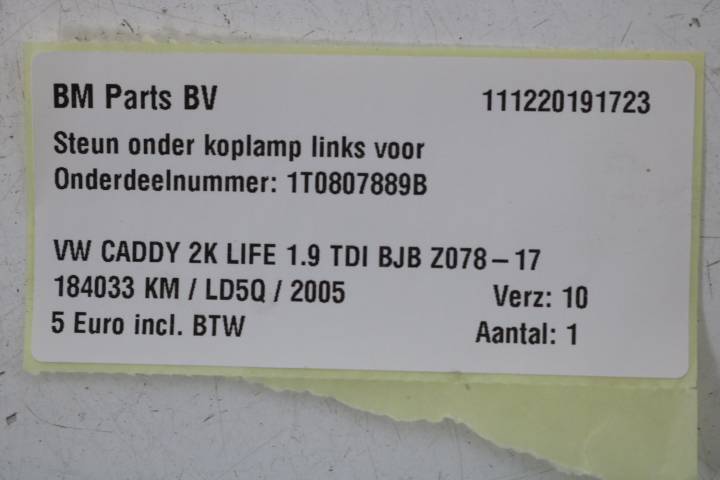 BM Parts BV 111220191723
Steun onder koplamp links voor
Onderdeelnummer: 1T0807889B
VW CADDY 2K LIFE 1.9 TDI BJB Z078-17
184033 KM / LD5Q / 2005 Verz: 10
5 Euro incl. BTW Aantal: 1